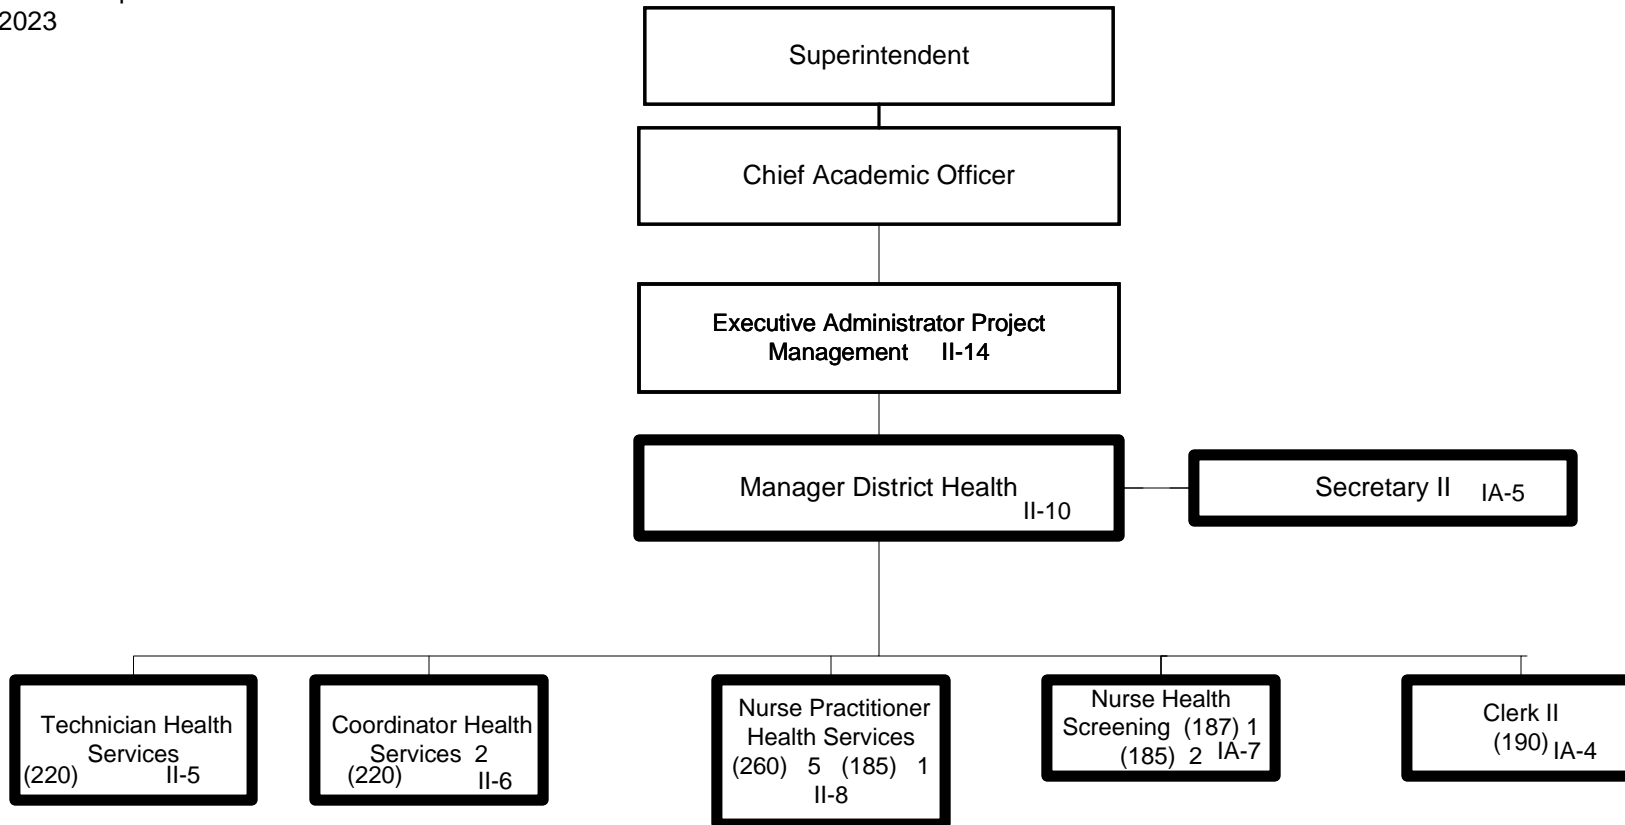 2023
Superintendent
Chief Academic Officer
Executive Administrator Project
Management II-14
Manager District Health
II-10
Secretary II IA-5
Technician Health
Services
(220) II-5
Coordinator Health
Services 2
(220) II-6
Nurse Practitioner
Health Services
(260) 5 (185) 1
II-8
Nurse Health
Screening (187) 1
(185) 2 IA-7
Clerk II
(190) IA-4